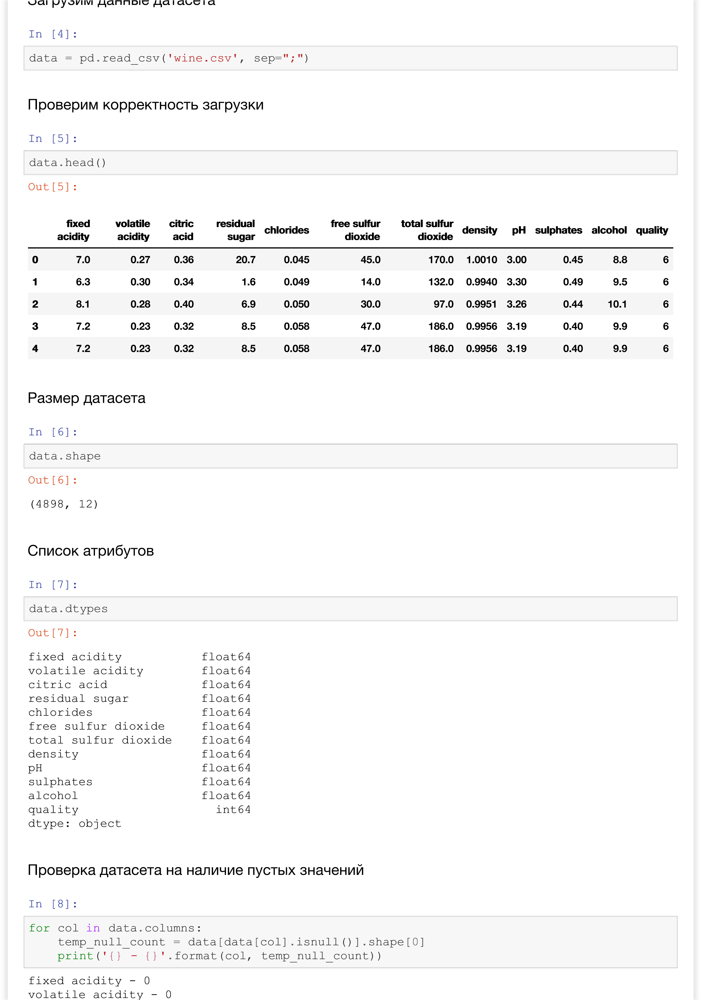 Загрузим данные датасета
In [4]:
data = pd.read_csv('wine.csv', sep=";")
Проверим корректность загрузки
In [5]:
data.head()
Out[5]:
fixed acidity volatile acidity citric acid residual sugar chlorides free sulfur dioxide total sulfur dioxide density pH sulphates alcohol quality
0 7.0 0.27 0.36 20.7 0.045 45.0 170.0 1.0010 3.00 0.45 8.8 6
1 6.3 0.30 0.34 1.6 0.049 14.0 132.0 0.9940 3.30 0.49 9.5 6
2 8.1 0.28 0.40 6.9 0.050 30.0 97.0 0.9951 3.26 0.44 10.1 6
3 7.2 0.23 0.32 8.5 0.058 47.0 186.0 0.9956 3.19 0.40 9.9 6
4 7.2 0.23 0.32 8.5 0.058 47.0 186.0 0.9956 3.19 0.40 9.9 6
Размер датасета
In [6]:
data.shape
Out[6]:
(4898, 12)
Список атрибутов
In [7]:
data.dtypes
Out[7]:
fixed acidity float64
volatile acidity float64
citric acid float64
residual sugar float64
chlorides float64
free sulfur dioxide float64
total sulfur dioxide float64
density float64
pH float64
sulphates float64
alcohol float64
quality int64
dtype: object
Проверка датасета на наличие пустых значений
In [8]:
for col in data.columns:
    temp_null_count = data[data[col].isnull()].shape[0]
    print('{} - {}'.format(col, temp_null_count))
fixed acidity - 0
volatile acidity - 0